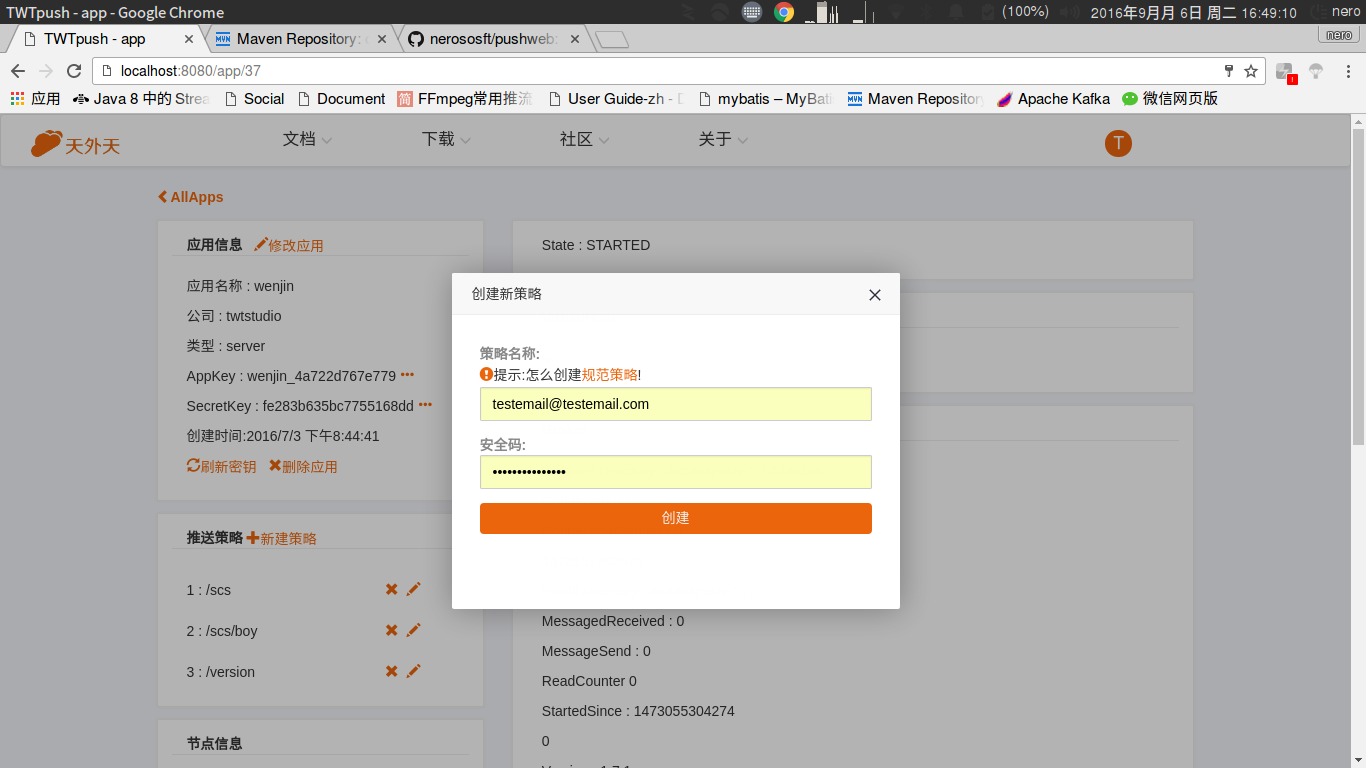 TWTpush - app - Google Chrome
(100%) 2016年9月月 6日 周二 16:49:10 nero
TWTpush - app
Maven Repository:
nerososft/pushweb
nero
localhost:8080/app/37
应用
Java 8 中的 Strea
Social
Document
FFmpeg常用推流
User Guide-zh - D
mybatis – MyBati
Maven Repository
Apache Kafka
微信网页版
天外天
文档
下载
社区
关于
T
AllApps
应用信息 修改应用
应用名称 : wenjin
公司 : twtstudio
类型 : server
AppKey : wenjin_4a722d767e779
SecretKey : fe283b635bc7755168dd
创建时间:2016/7/3 下午8:44:41
刷新密钥 删除应用
推送策略 新建策略
1 : /scs
2 : /scs/boy
3 : /version
节点信息
State : STARTED
创建新策略
策略名称:
提示:怎么创建规范策略!
testemail@testemail.com
安全码:
•••••••••••••••
创建
MessagedReceived : 0
MessageSend : 0
ReadCounter 0
StartedSince : 1473055304274
0